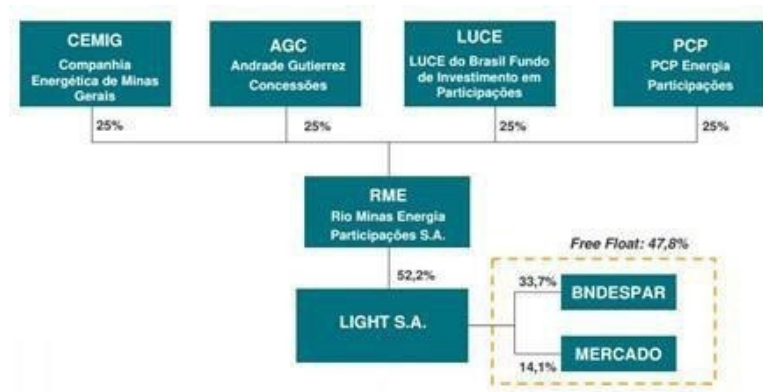 CEMIG
Companhia
Energética de Minas
Gerais
AGC
Andrade Gutierrez
Concessões
LUCE
LUCE do Brasil Fundo
de Investimento em
Participações
PCP
PCP Energia
Participações
25%
25%
25%
25%
RME
Rio Minas Energia
Participações S.A.
Free Float: 47,8%
52,2%
33,7%
BNDESPAR
LIGHT S.A.
MERCADO
14,1%